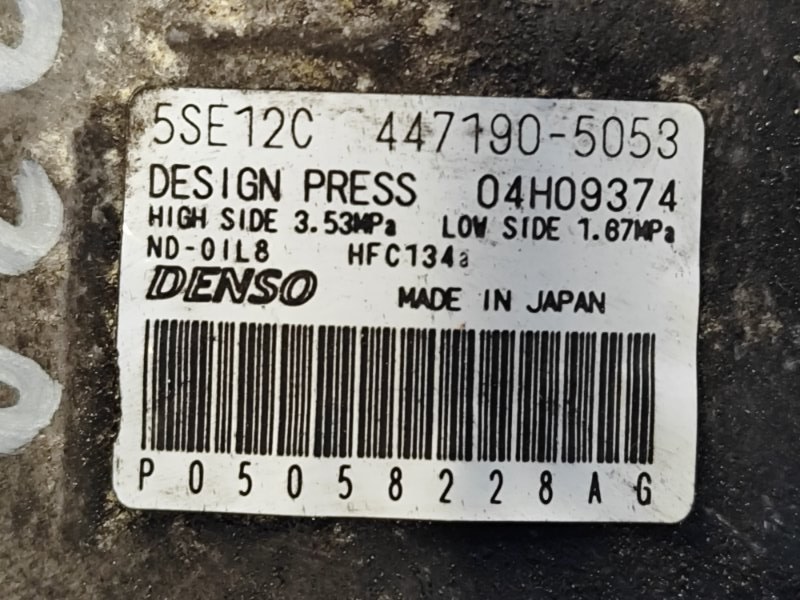 5SE12C 447190-5053
DESIGN PRESS 04H09374
HIGH SIDE 3.53MPa LOW SIDE 1.67MPa
ND-OIL8 HFC134a
DENSO MADE IN JAPAN
P05058228AG